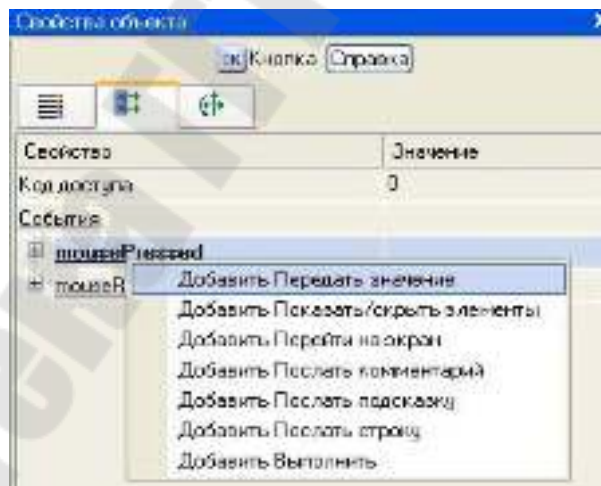 Свойства объекта
ок Кнопка Справка
Свойство Значение
Код доступа 0
События
mousePressed
mouseR
Добавить Передать значение
Добавить Показать/скрыть элементы
Добавить Перейти на экран
Добавить Послать комментарий
Добавить Послать подсказку
Добавить Послать строку
Добавить Выполнить